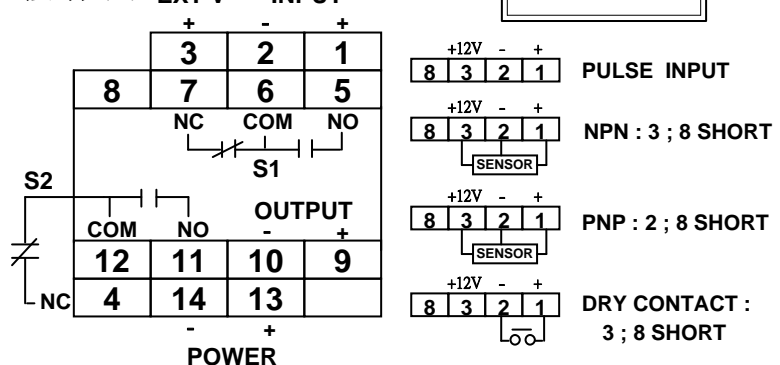 + - +
3 2 1
8 7 6 5
NC COM NO
S1
S2
COM NO
OUTPUT
- +
12 11 10 9
NC 4 14 13
- +
POWER
+12V - +
8 3 2 1 PULSE INPUT
+12V - +
8 3 2 1 NPN : 3 ; 8 SHORT
SENSOR
+12V - +
8 3 2 1 PNP : 2 ; 8 SHORT
SENSOR
+12V - +
8 3 2 1 DRY CONTACT :
3 ; 8 SHORT